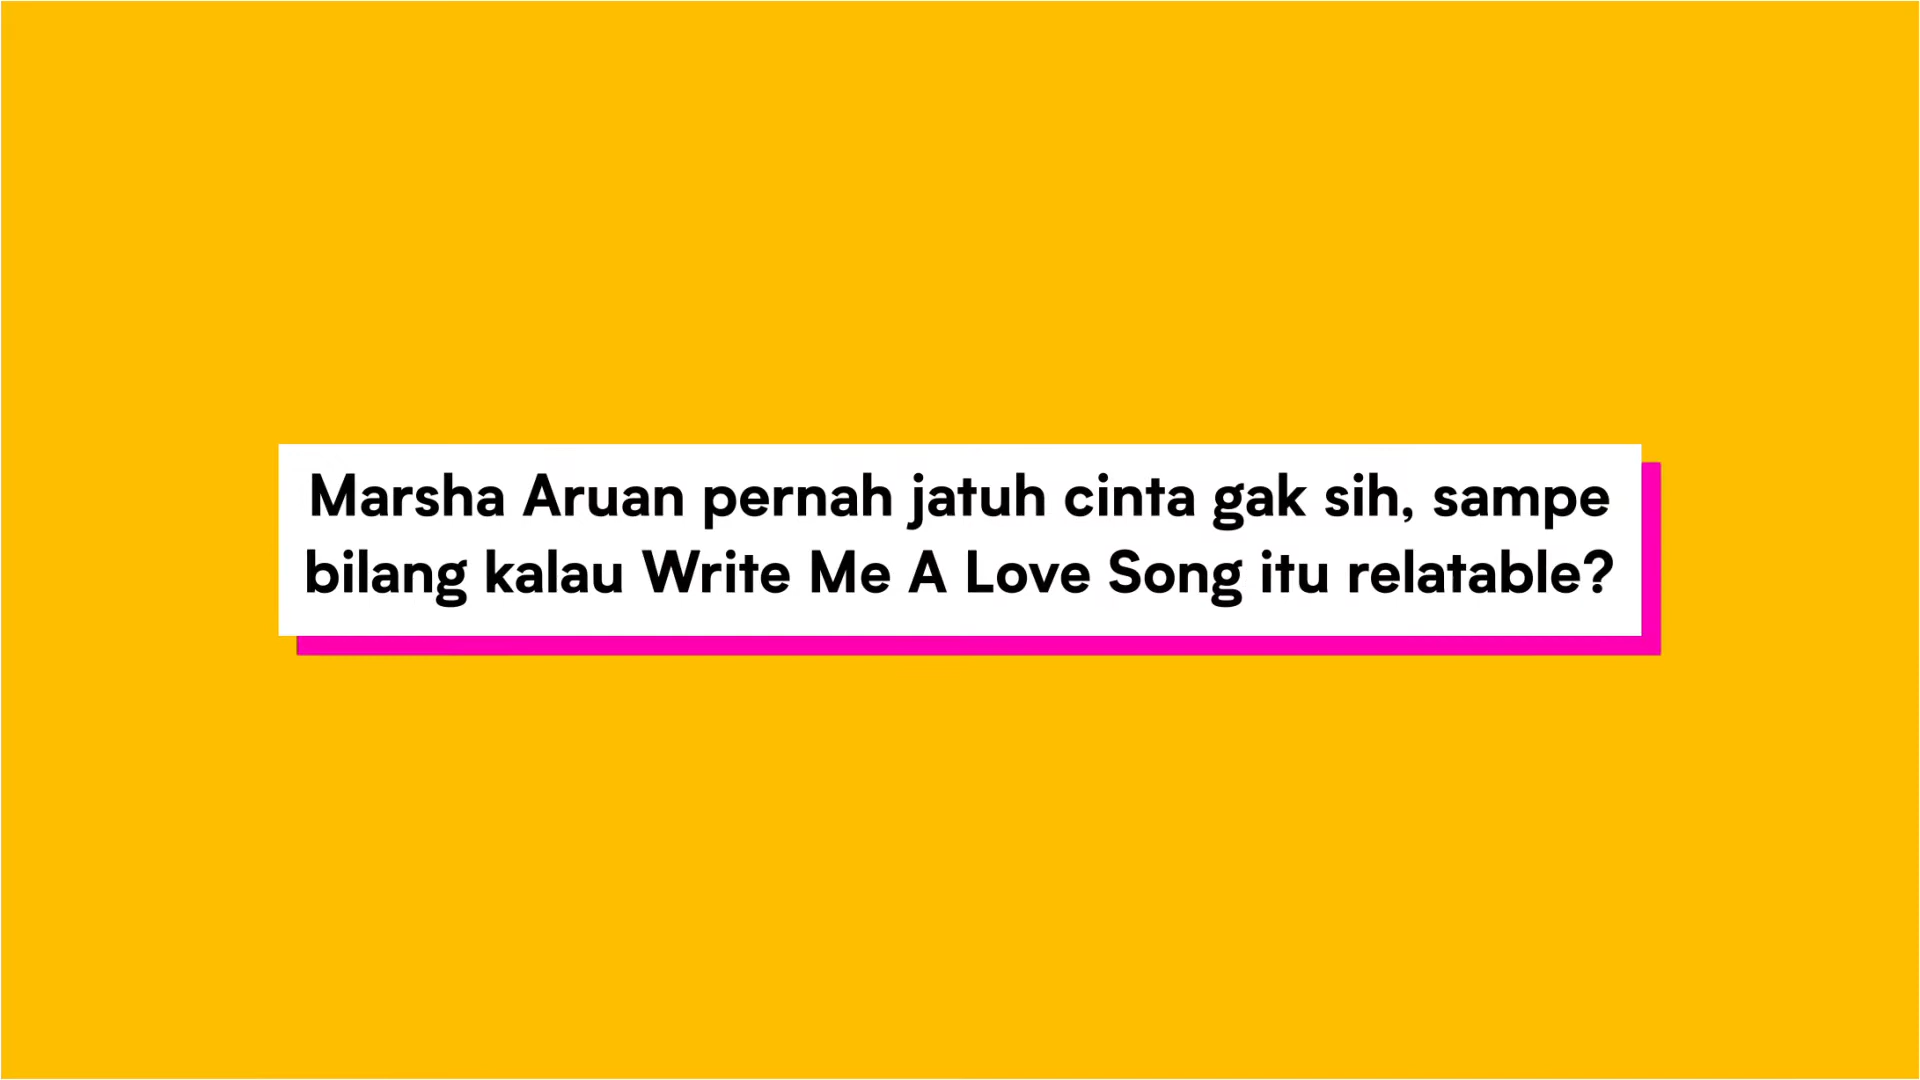 Marsha Aruan pernah jatuh cinta gak sih, sampe
bilang kalau Write Me A Love Song itu relatable?